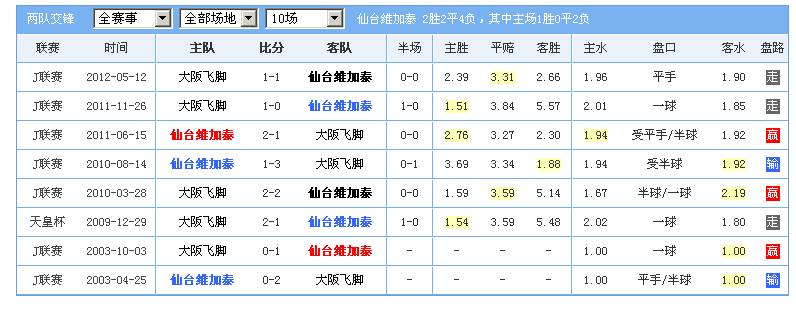 两队交锋 全赛事 全部场地 10场 仙台维加泰 2胜2平4负，其中主场1胜0平2负
联赛 时间 主队 比分 客队 半场 主胜 平赔 客胜 主水 盘口 客水 盘路
J联赛 2012-05-12 大阪飞脚 1-1 仙台维加泰 0-0 2.39 3.31 2.66 1.96 平手 1.90 走
J联赛 2011-11-26 大阪飞脚 1-0 仙台维加泰 1-0 1.51 3.84 5.57 2.01 一球 1.85 走
J联赛 2011-06-15 仙台维加泰 2-1 大阪飞脚 0-0 2.76 3.27 2.30 1.94 受平手/半球 1.92 赢
J联赛 2010-08-14 仙台维加泰 1-3 大阪飞脚 0-1 3.69 3.34 1.88 1.94 受半球 1.92 输
J联赛 2010-03-28 大阪飞脚 2-2 仙台维加泰 0-0 1.59 3.59 5.14 1.67 半球/一球 2.19 赢
天皇杯 2009-12-29 大阪飞脚 2-1 仙台维加泰 1-0 1.54 3.59 5.48 2.02 一球 1.80 走
J联赛 2003-10-03 大阪飞脚 0-1 仙台维加泰 - - - - 1.00 一球 1.00 赢
J联赛 2003-04-25 仙台维加泰 0-2 大阪飞脚 - - - - 1.00 平手/半球 1.00 输